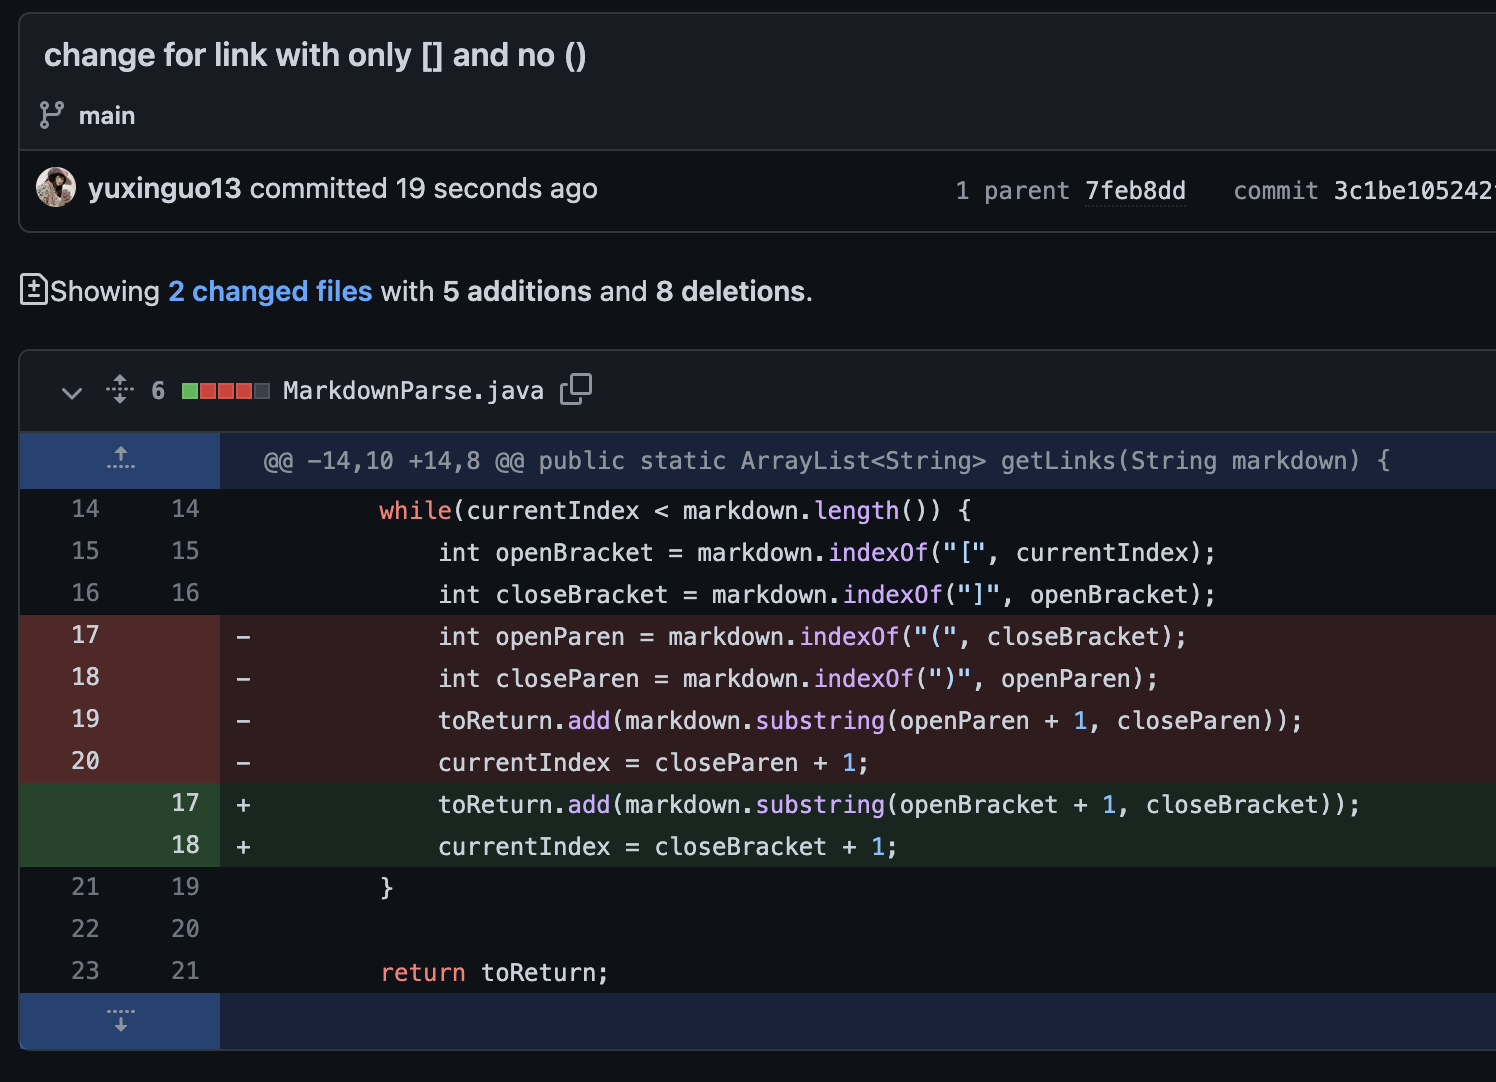 change for link with only [] and no ()
main
yuxinguo13 committed 19 seconds ago 1 parent 7feb8dd commit 3c1be105242
Showing 2 changed files with 5 additions and 8 deletions.
6 MarkdownParse.java
@@ -14,10 +14,8 @@ public static ArrayList<String> getLinks(String markdown) {
14 14 while(currentIndex < markdown.length()) {
15 15 int openBracket = markdown.indexOf("[", currentIndex);
16 16 int closeBracket = markdown.indexOf("]", openBracket);
17 - int openParen = markdown.indexOf("(", closeBracket);
18 - int closeParen = markdown.indexOf(")", openParen);
19 - toReturn.add(markdown.substring(openParen + 1, closeParen));
20 - currentIndex = closeParen + 1;
17 + toReturn.add(markdown.substring(openBracket + 1, closeBracket));
18 + currentIndex = closeBracket + 1;
21 19 }
22 20
23 21 return toReturn;